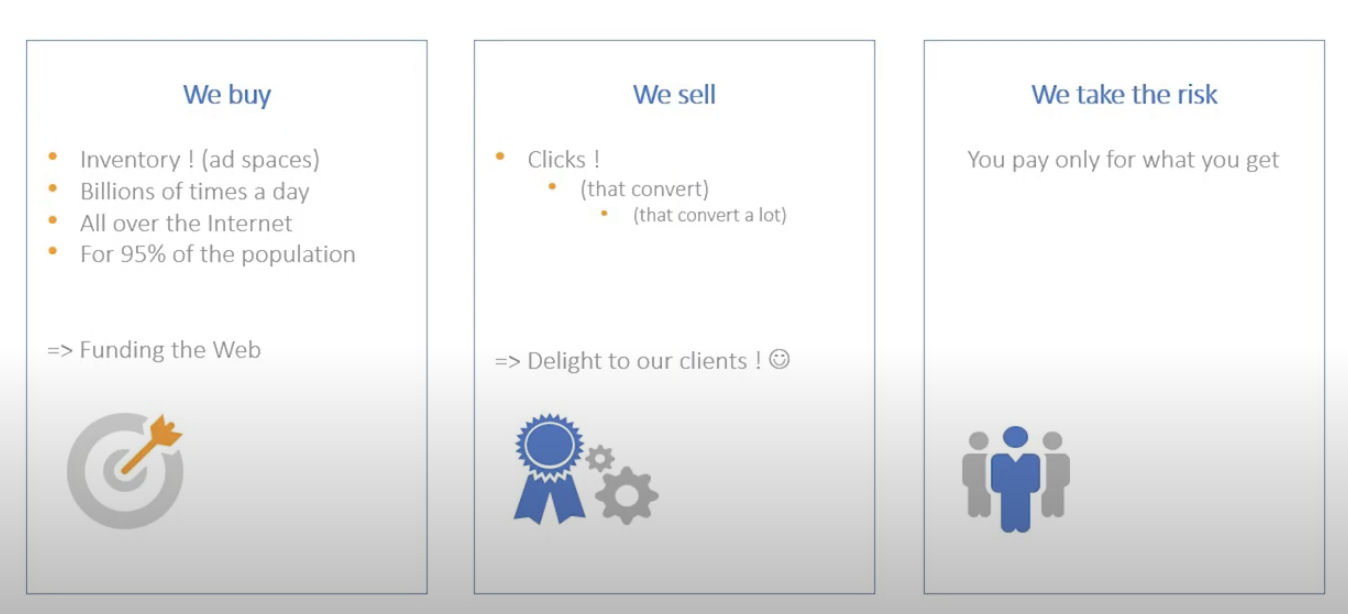 We buy
• Inventory ! (ad spaces)
• Billions of times a day
• All over the Internet
• For 95% of the population
=> Funding the Web
We sell
• Clicks !
• (that convert)
• (that convert a lot)
=> Delight to our clients ! ☺
We take the risk
You pay only for what you get